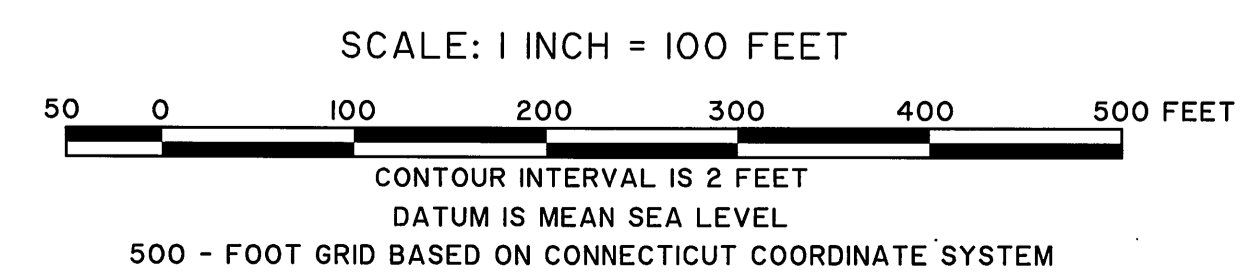 SCALE: 1 INCH = 100 FEET
50 0 100 200 300 400 500 FEET
CONTOUR INTERVAL IS 2 FEET
DATUM IS MEAN SEA LEVEL
500 - FOOT GRID BASED ON CONNECTICUT COORDINATE SYSTEM